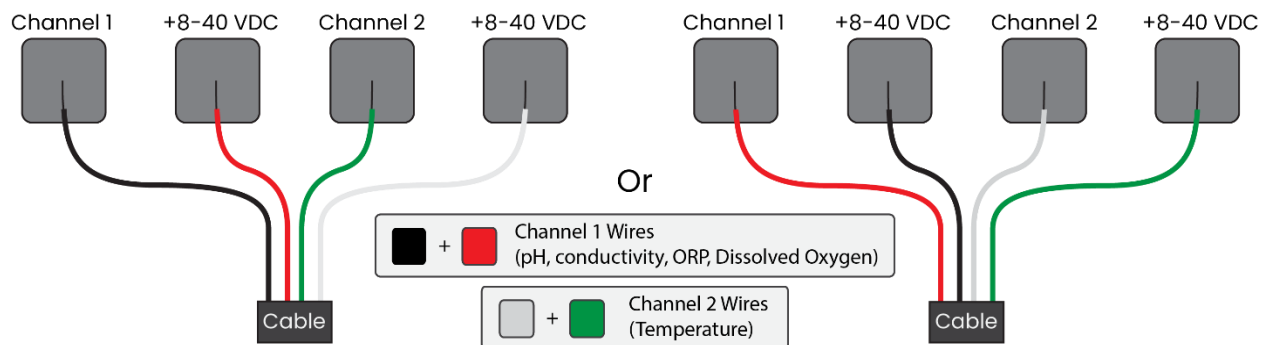 Channel 1 +8-40 VDC Channel 2 +8-40 VDC Channel 1 +8-40 VDC Channel 2 +8-40 VDC
Or
Channel 1 Wires
+ (pH, conductivity, ORP, Dissolved Oxygen)
Channel 2 Wires
+ (Temperature)
Cable Cable